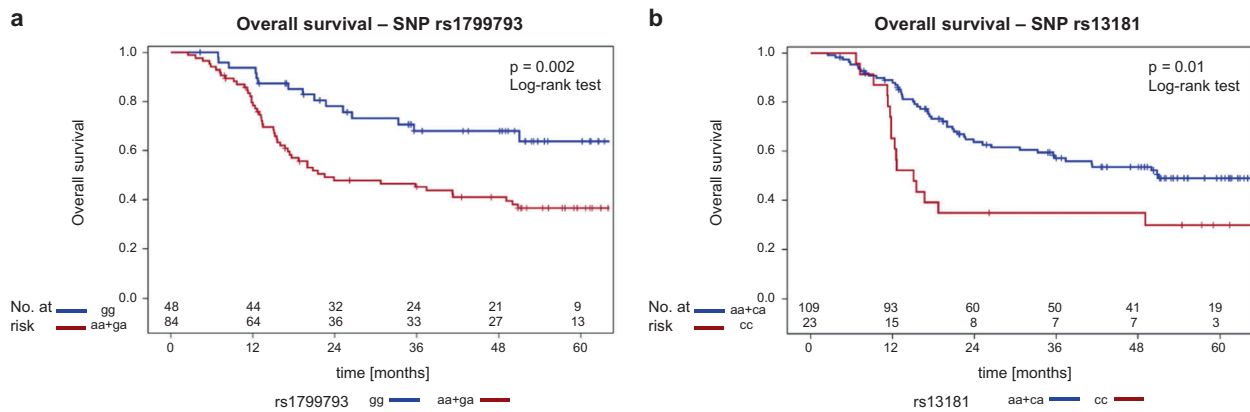 a
Overall survival – SNP rs1799793
1.0
0.8
0.6
0.4
0.2
0.0
Overall survival
p = 0.002
Log-rank test
No. at risk
gg 48 44 32 24 21 9
aa+ga 84 64 36 33 27 13
0 12 24 36 48 60
time [months]
rs1799793 gg aa+ga
b
Overall survival – SNP rs13181
1.0
0.8
0.6
0.4
0.2
0.0
Overall survival
p = 0.01
Log-rank test
No. at risk
aa+ca 109 93 60 50 41 19
cc 23 15 8 7 7 3
0 12 24 36 48 60
time [months]
rs13181 aa+ca cc